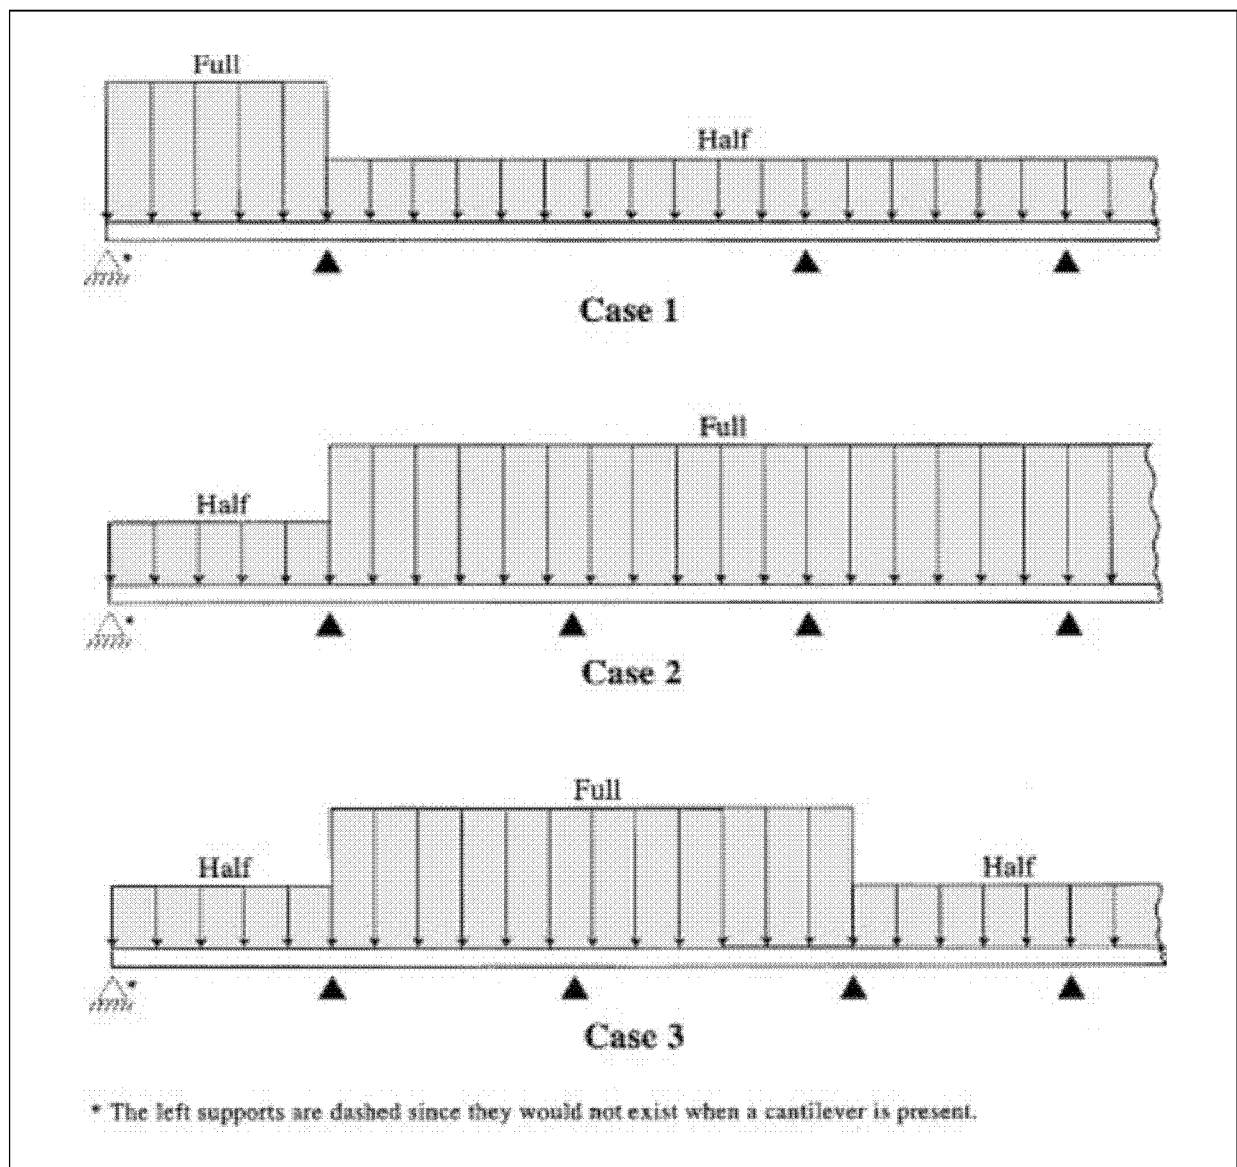 Full
Half
*
Case 1
Full
Half
*
Case 2
Full
Half
Half
*
Case 3
* The left supports are dashed since they would not exist when a cantilever is present.